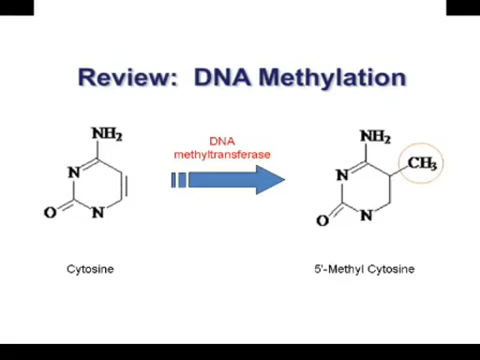 Review: DNA Methylation
NH2
DNA
methyltransferase
NH2
CH3
N
N
O
N
O
N
Cytosine
5'-Methyl Cytosine